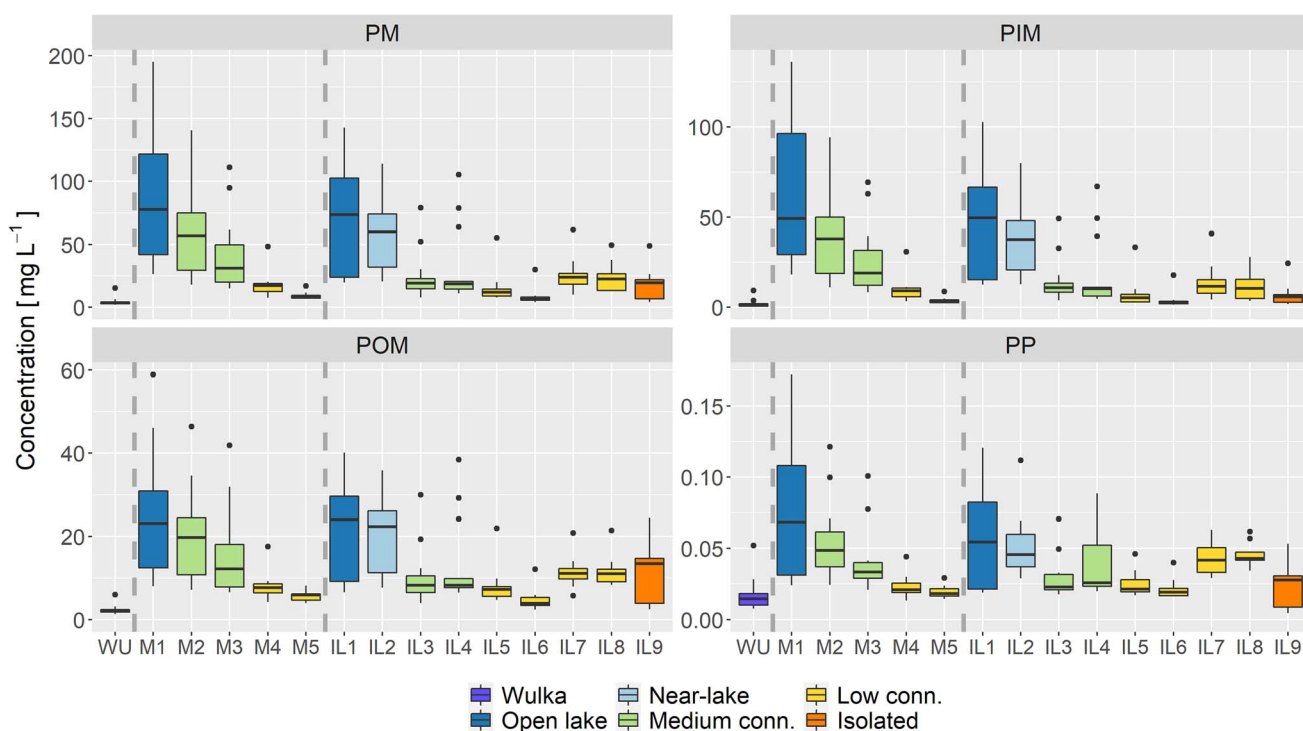 PM
PIM
200
150
100
50
0
100
50
0
Concentration [ mg L⁻¹ ]
POM
PP
60
40
20
0
0.15
0.10
0.05
0.00
WU M1 M2 M3 M4 M5 IL1 IL2 IL3 IL4 IL5 IL6 IL7 IL8 IL9
WU M1 M2 M3 M4 M5 IL1 IL2 IL3 IL4 IL5 IL6 IL7 IL8 IL9
Wulka Near-lake Low conn.
Open lake Medium conn. Isolated